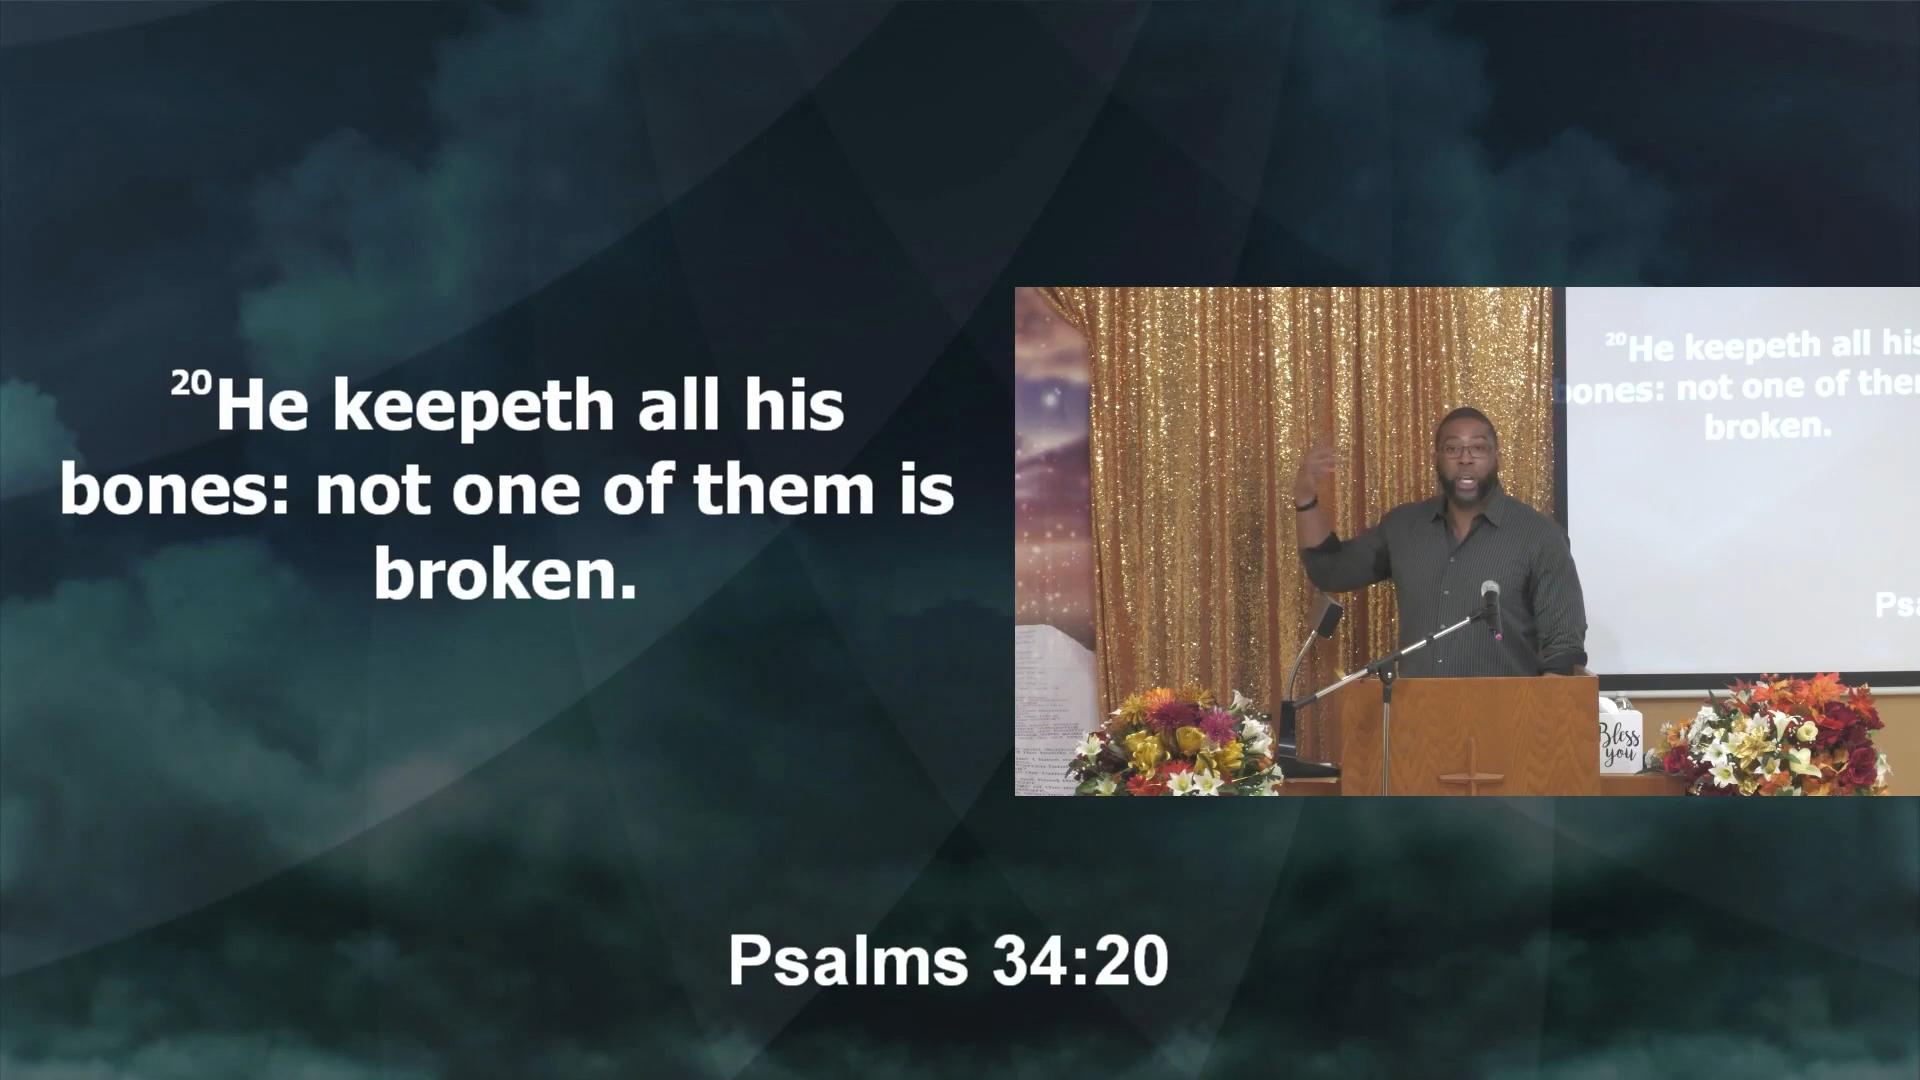 20He keepeth all his
bones: not one of them is
broken.
Psalms 34:20
20He keepeth all his
bones: not one of
broken.
Bless
you